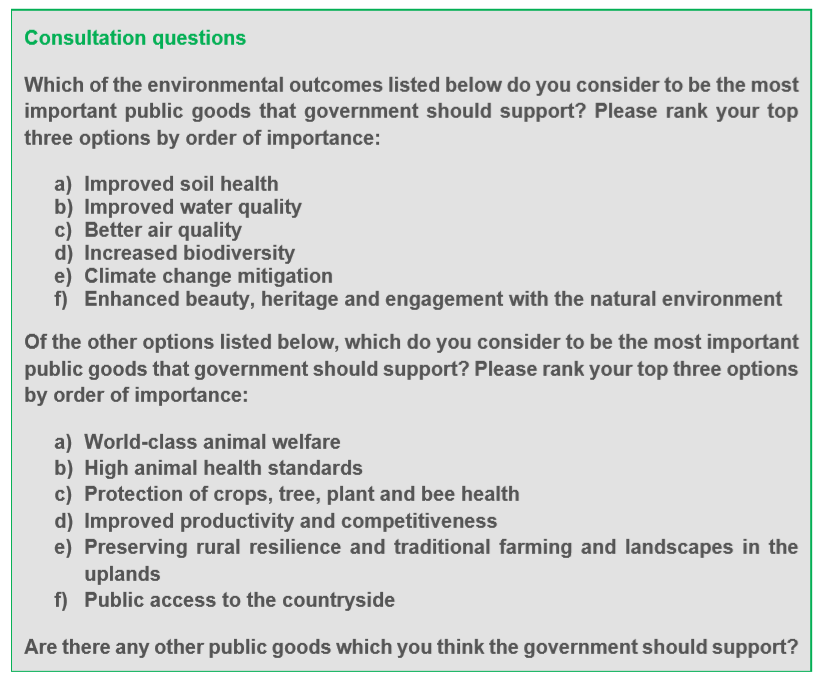 Consultation questions
Which of the environmental outcomes listed below do you consider to be the most
important public goods that government should support? Please rank your top
three options by order of importance:
a) Improved soil health
b) Improved water quality
c) Better air quality
d) Increased biodiversity
e) Climate change mitigation
f) Enhanced beauty, heritage and engagement with the natural environment
Of the other options listed below, which do you consider to be the most important
public goods that government should support? Please rank your top three options
by order of importance:
a) World-class animal welfare
b) High animal health standards
c) Protection of crops, tree, plant and bee health
d) Improved productivity and competitiveness
e) Preserving rural resilience and traditional farming and landscapes in the
uplands
f) Public access to the countryside
Are there any other public goods which you think the government should support?